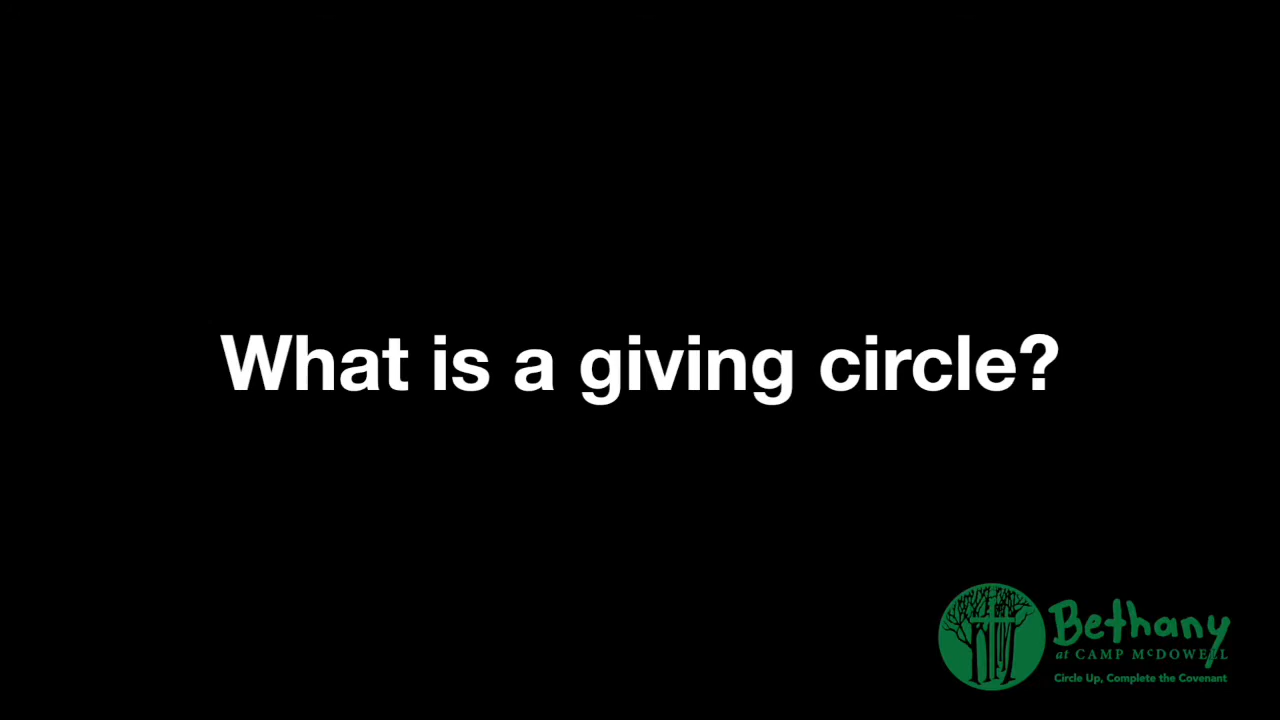 What is a giving circle?
Bethany
at CAMP McDOWELL
Circle Up, Complete the Covenant